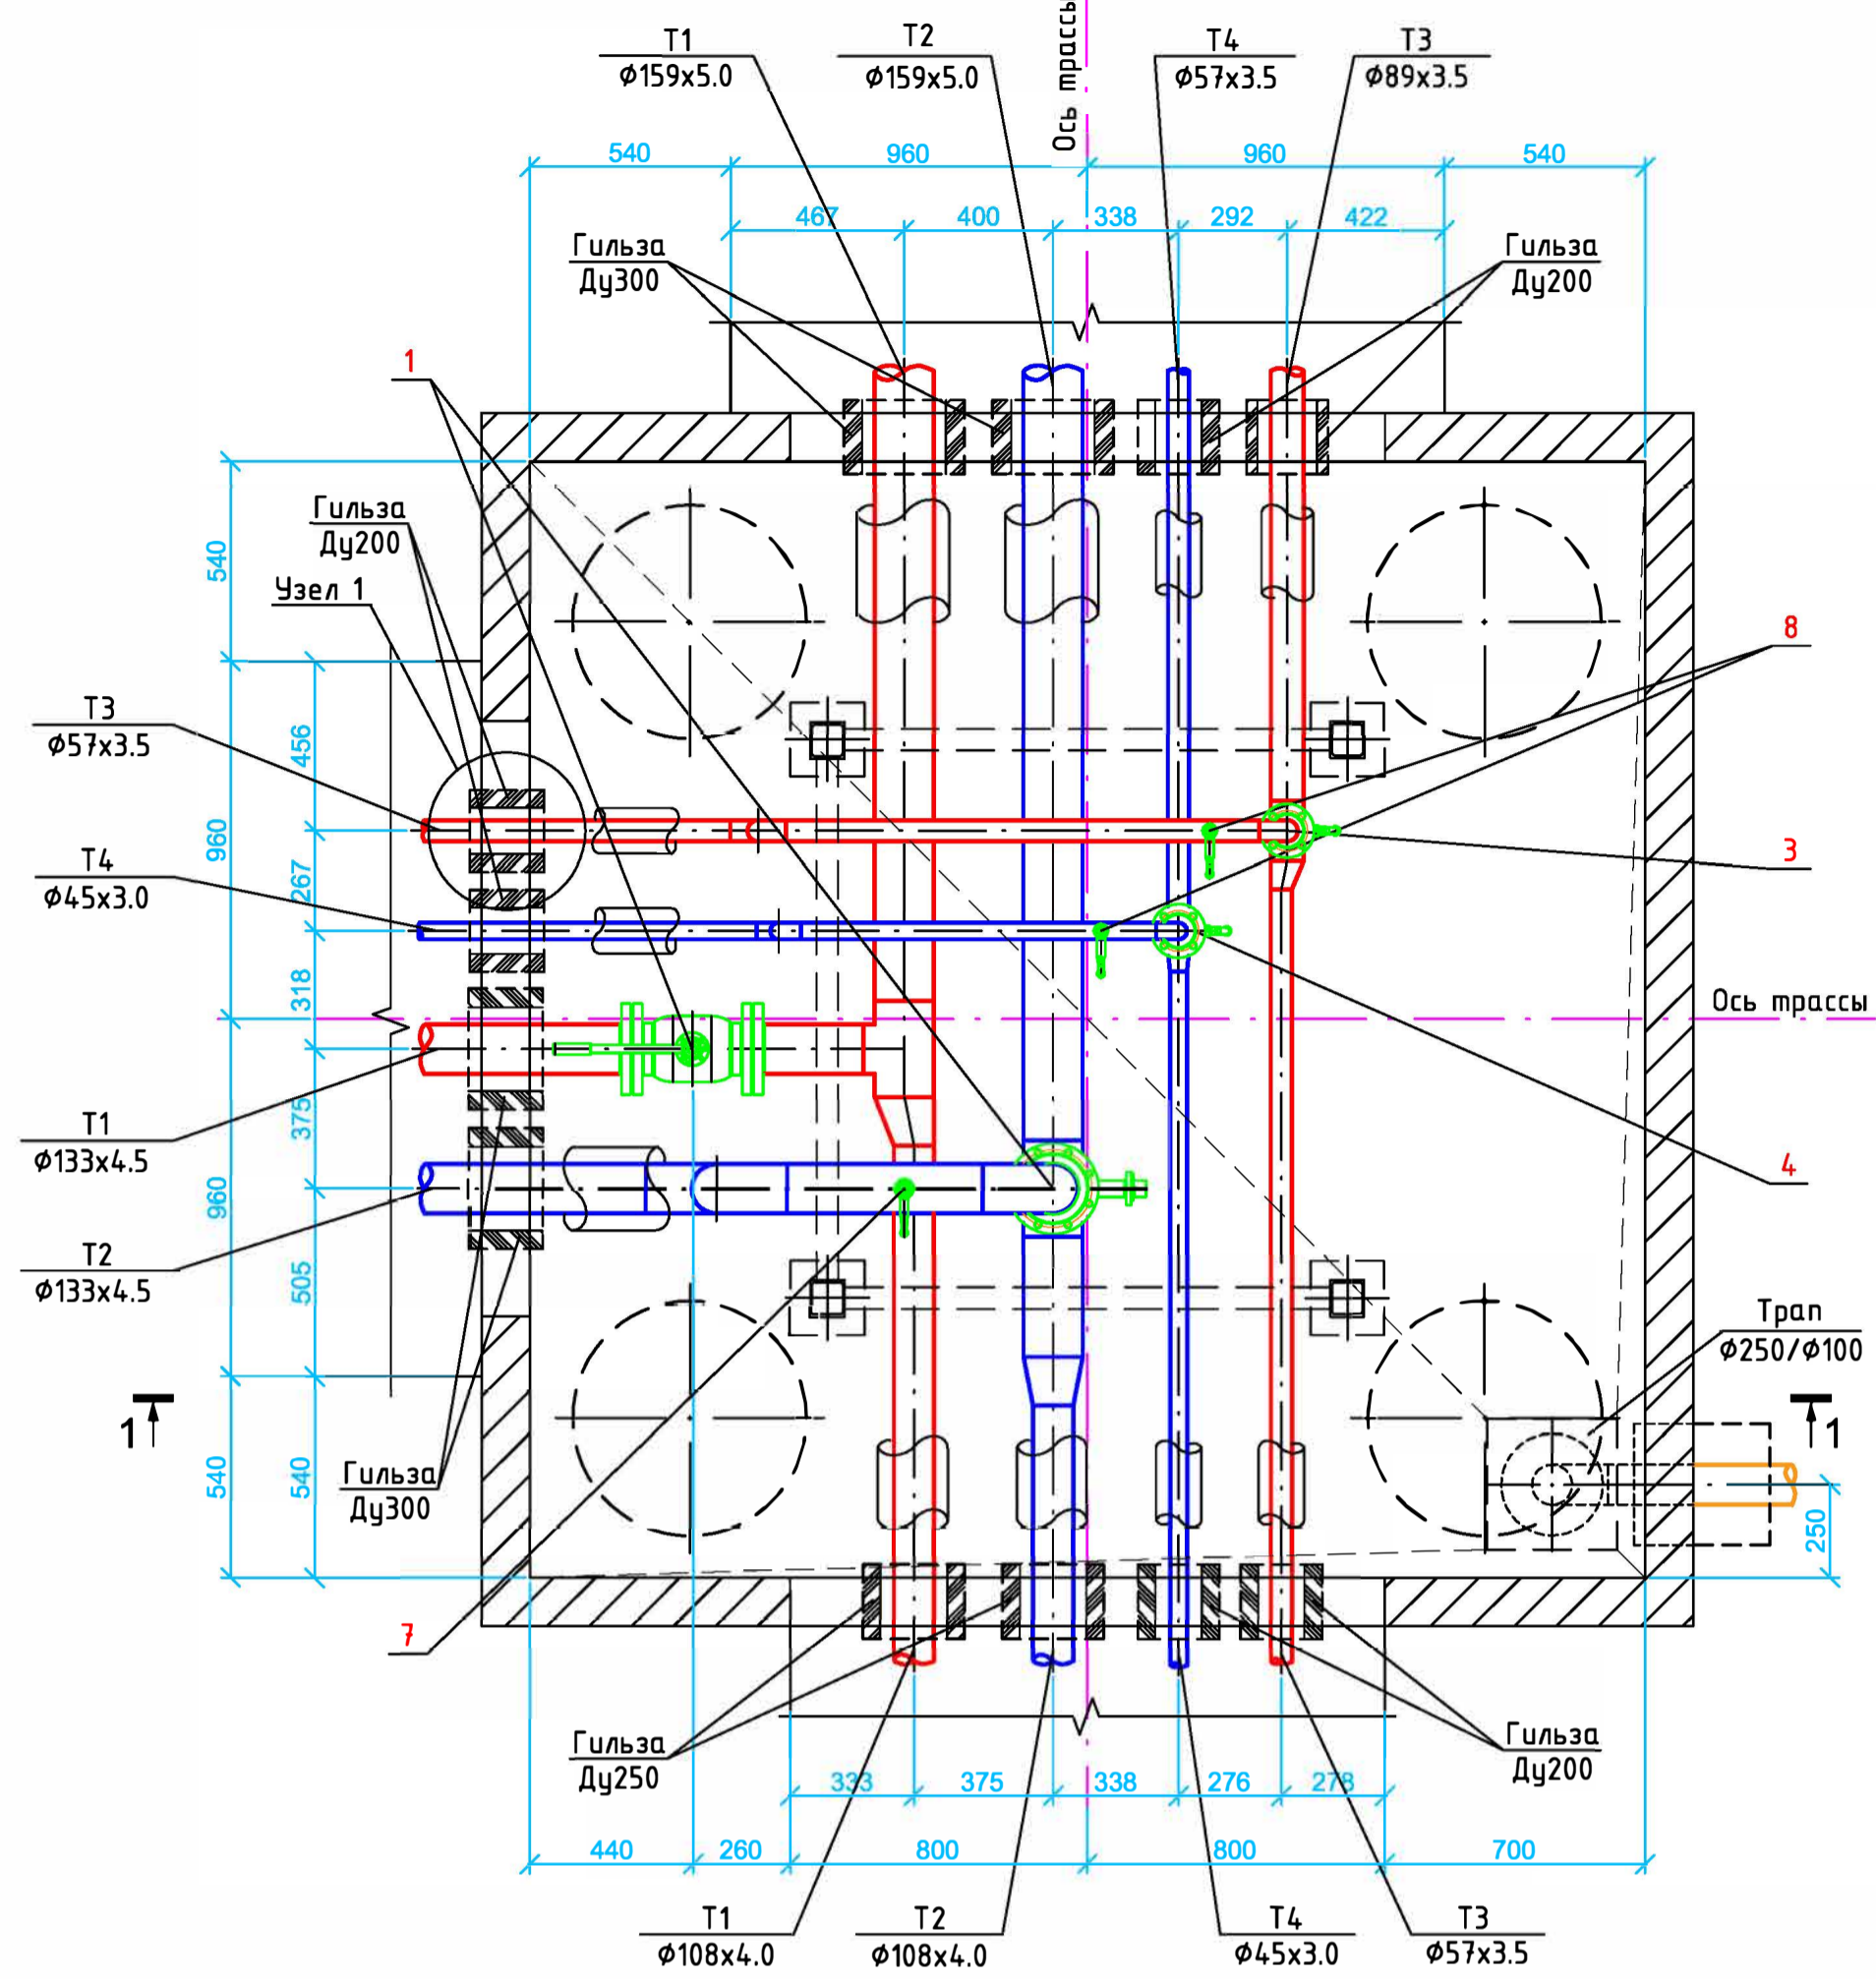 Ось трассы
Т1
Ф159х5.0
Т2
Ф159х5.0
Т4
Ф57х3.5
Т3
Ф89х3.5
540
960
960
540
467
400
338
292
422
Гильза
Ду300
Гильза
Ду200
1
Гильза
Ду200
Узел 1
540
456
8
Т3
Ф57х3.5
960
267
3
Т4
Ф45х3.0
318
Ось трассы
Т1
Ф133х4.5
375
4
960
Т2
Ф133х4.5
505
Трап
Ф250/Ф100
1
1
540
540
Гильза
Ду300
250
7
Гильза
Ду250
Гильза
Ду200
333
375
338
276
278
440
260
800
800
700
Т1
Ф108х4.0
Т2
Ф108х4.0
Т4
Ф45х3.0
Т3
Ф57х3.5